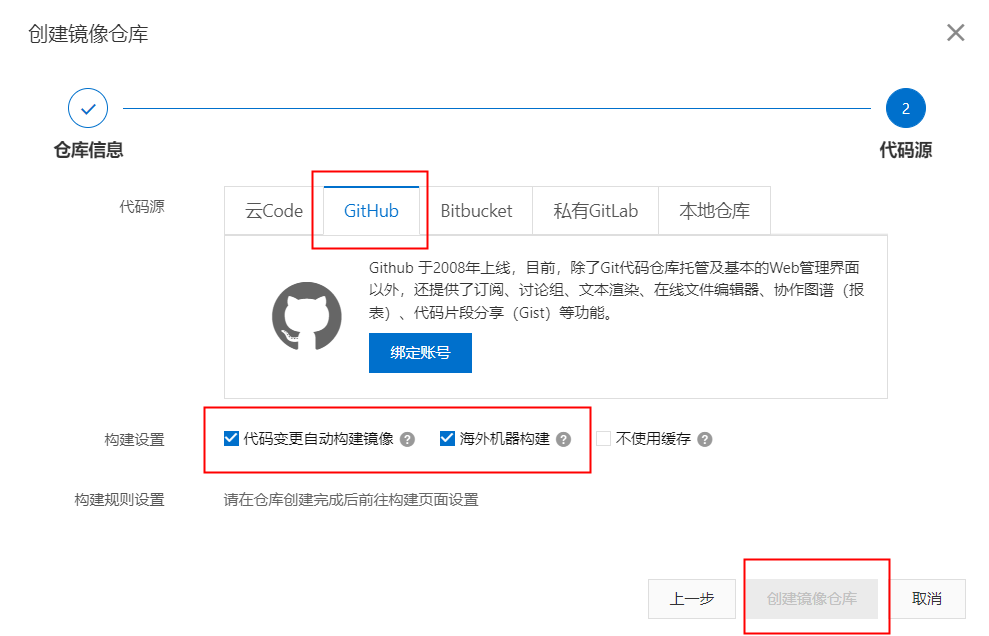 创建镜像仓库
2
仓库信息
代码源
代码源
云Code
GitHub
Bitbucket
私有GitLab
本地仓库
Github 于2008年上线，目前，除了Git代码仓库托管及基本的Web管理界面
以外，还提供了订阅、讨论组、文本渲染、在线文件编辑器、协作图谱（报
表）、代码片段分享（Gist）等功能。
绑定账号
构建设置
代码变更自动构建镜像 ?
海外机器构建 ?
不使用缓存 ?
构建规则设置
请在仓库创建完成后前往构建页面设置
上一步
创建镜像仓库
取消